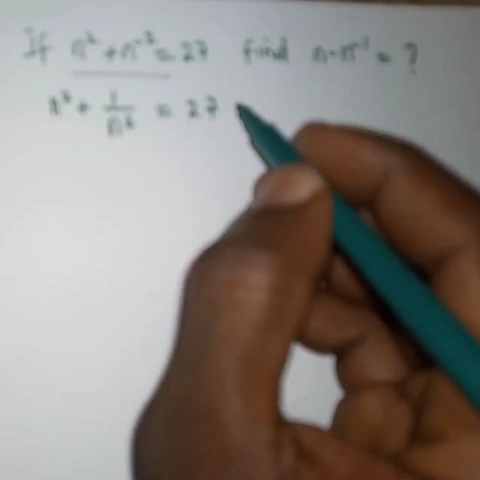 If n² + n⁻² = 27 find n - n⁻¹ = ?
n² + 1/n² = 27